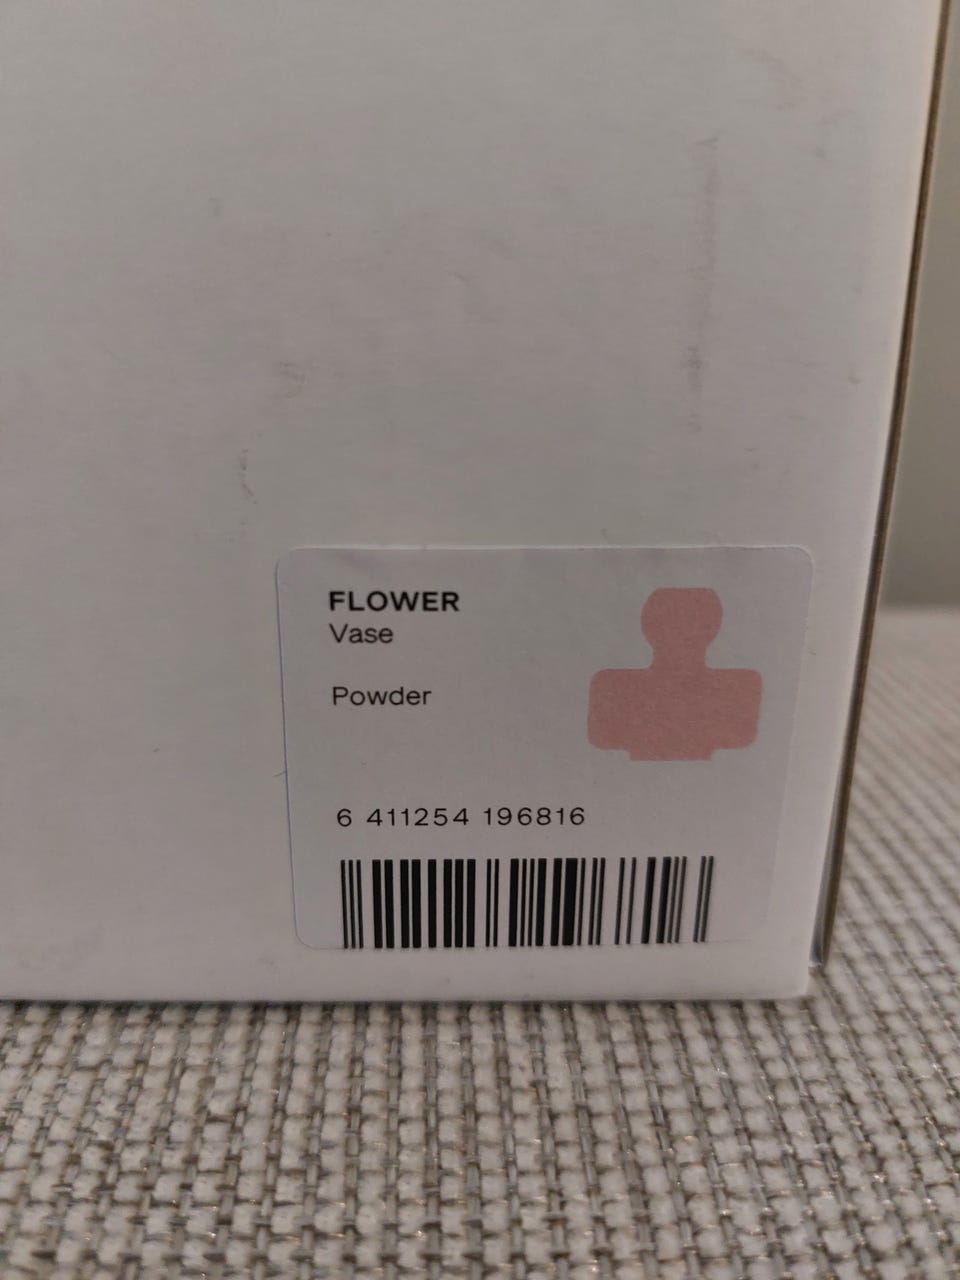 FLOWER
Vase
Powder
6 411254 196816